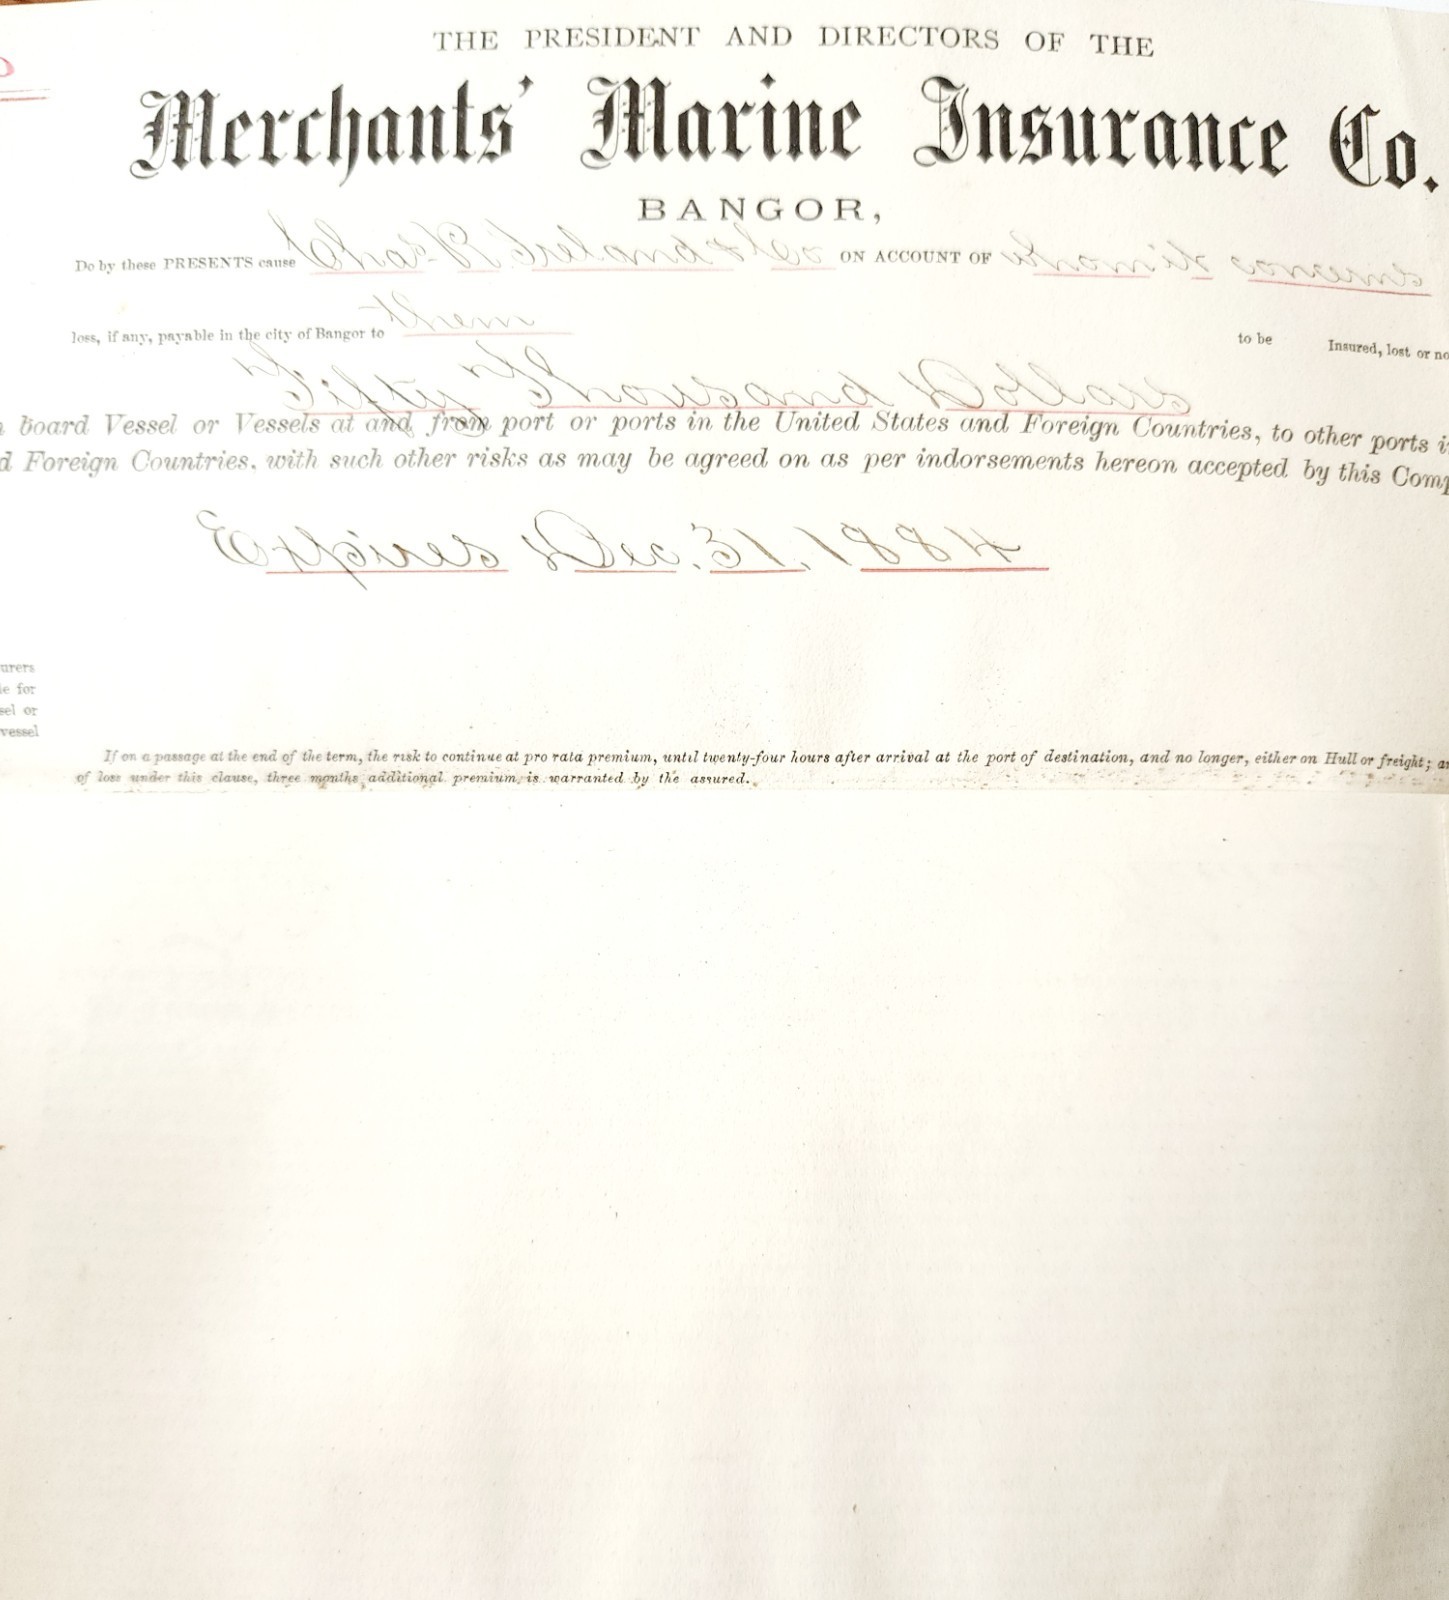 THE PRESIDENT AND DIRECTORS OF THE
Merchants' Marine Insurance Co.
BANGOR,
Do by these PRESENTS cause Chas. R Ireland & Co ON ACCOUNT OF whom it concerns
loss, if any, payable in the city of Bangor to them to be Insured, lost or no
Fifty Thousand Dollars
board Vessel or Vessels at and from port or ports in the United States and Foreign Countries, to other ports i
d Foreign Countries, with such other risks as may be agreed on as per indorsements hereon accepted by this Comp
Expires Dec. 31, 1884
urers
le for
sel or
vessel
If on a passage at the end of the term, the risk to continue at pro rata premium, until twenty-four hours after arrival at the port of destination, and no longer, either on Hull or freight; a
of loss under this clause, three months additional premium, is warranted by the assured.